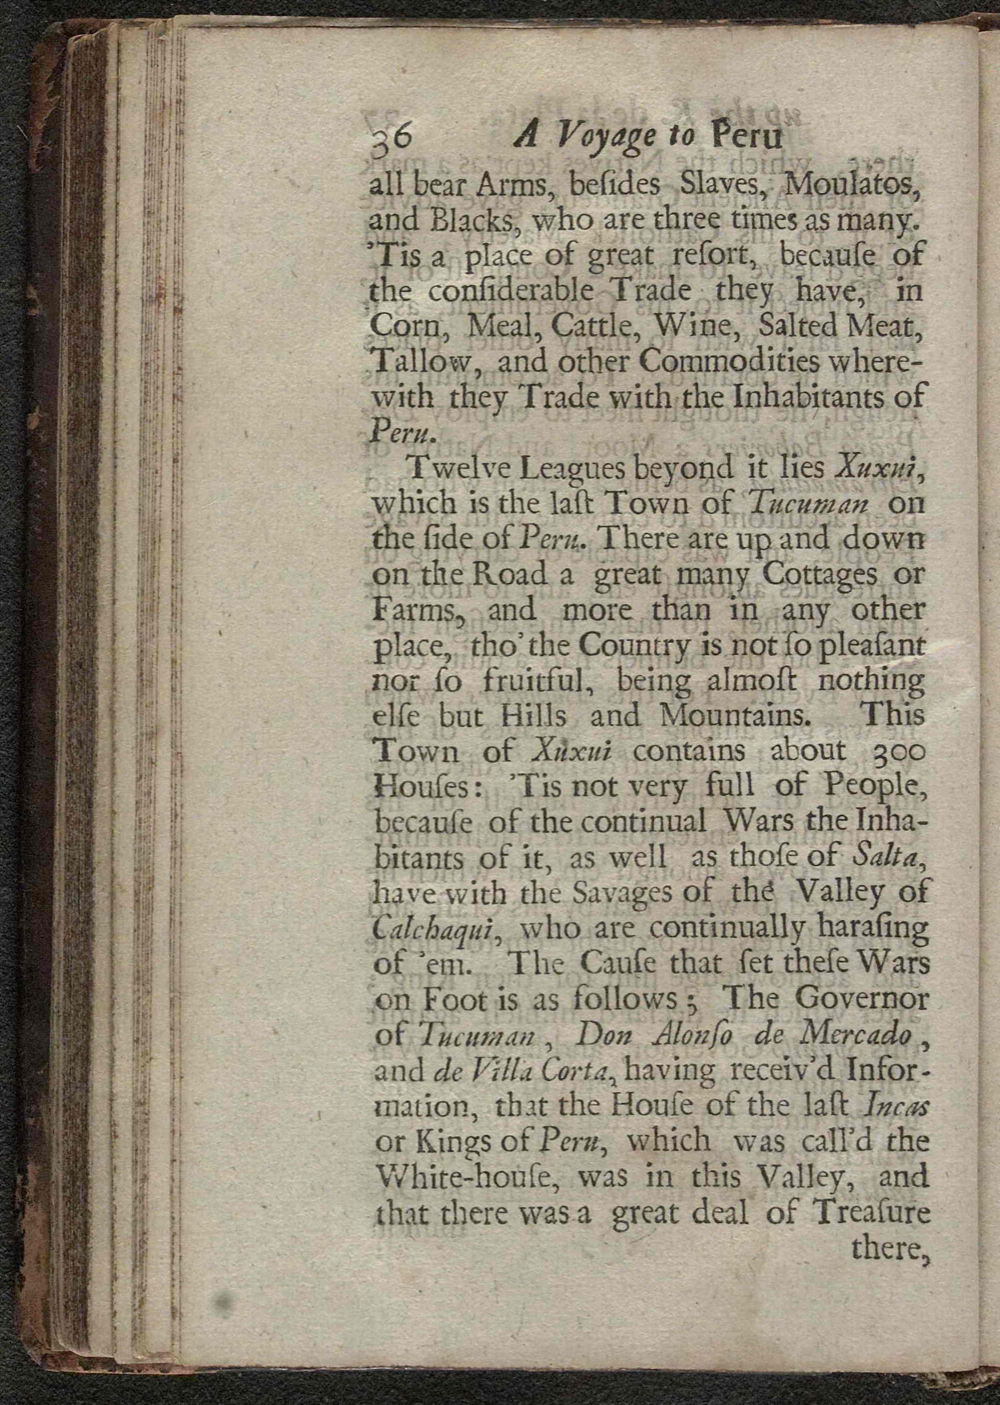 36 A Voyage to Peru
all bear Arms, beſides Slaves, Moulatos,
and Blacks, who are three times as many.
'Tis a place of great reſort, becauſe of
the conſiderable Trade they have, in
Corn, Meal, Cattle, Wine, Salted Meat,
Tallow, and other Commodities where-
with they Trade with the Inhabitants of
Peru.
Twelve Leagues beyond it lies Xuxui,
which is the laſt Town of Tucuman on
the ſide of Peru. There are up and down
on the Road a great many Cottages or
Farms, and more than in any other
place, tho' the Country is not ſo pleaſant
nor ſo fruitful, being almoſt nothing
elſe but Hills and Mountains. This
Town of Xuxui contains about 300
Houſes: 'Tis not very full of People,
becauſe of the continual Wars the Inha-
bitants of it, as well as thoſe of Salta,
have with the Savages of the Valley of
Calchaqui, who are continually haraſing
of 'em. The Cauſe that ſet theſe Wars
on Foot is as follows; The Governor
of Tucuman, Don Alonſo de Mercado,
and de Villa Corta, having receiv'd Infor-
mation, that the Houſe of the laſt Incas
or Kings of Peru, which was call'd the
White-houſe, was in this Valley, and
that there was a great deal of Treaſure
there,